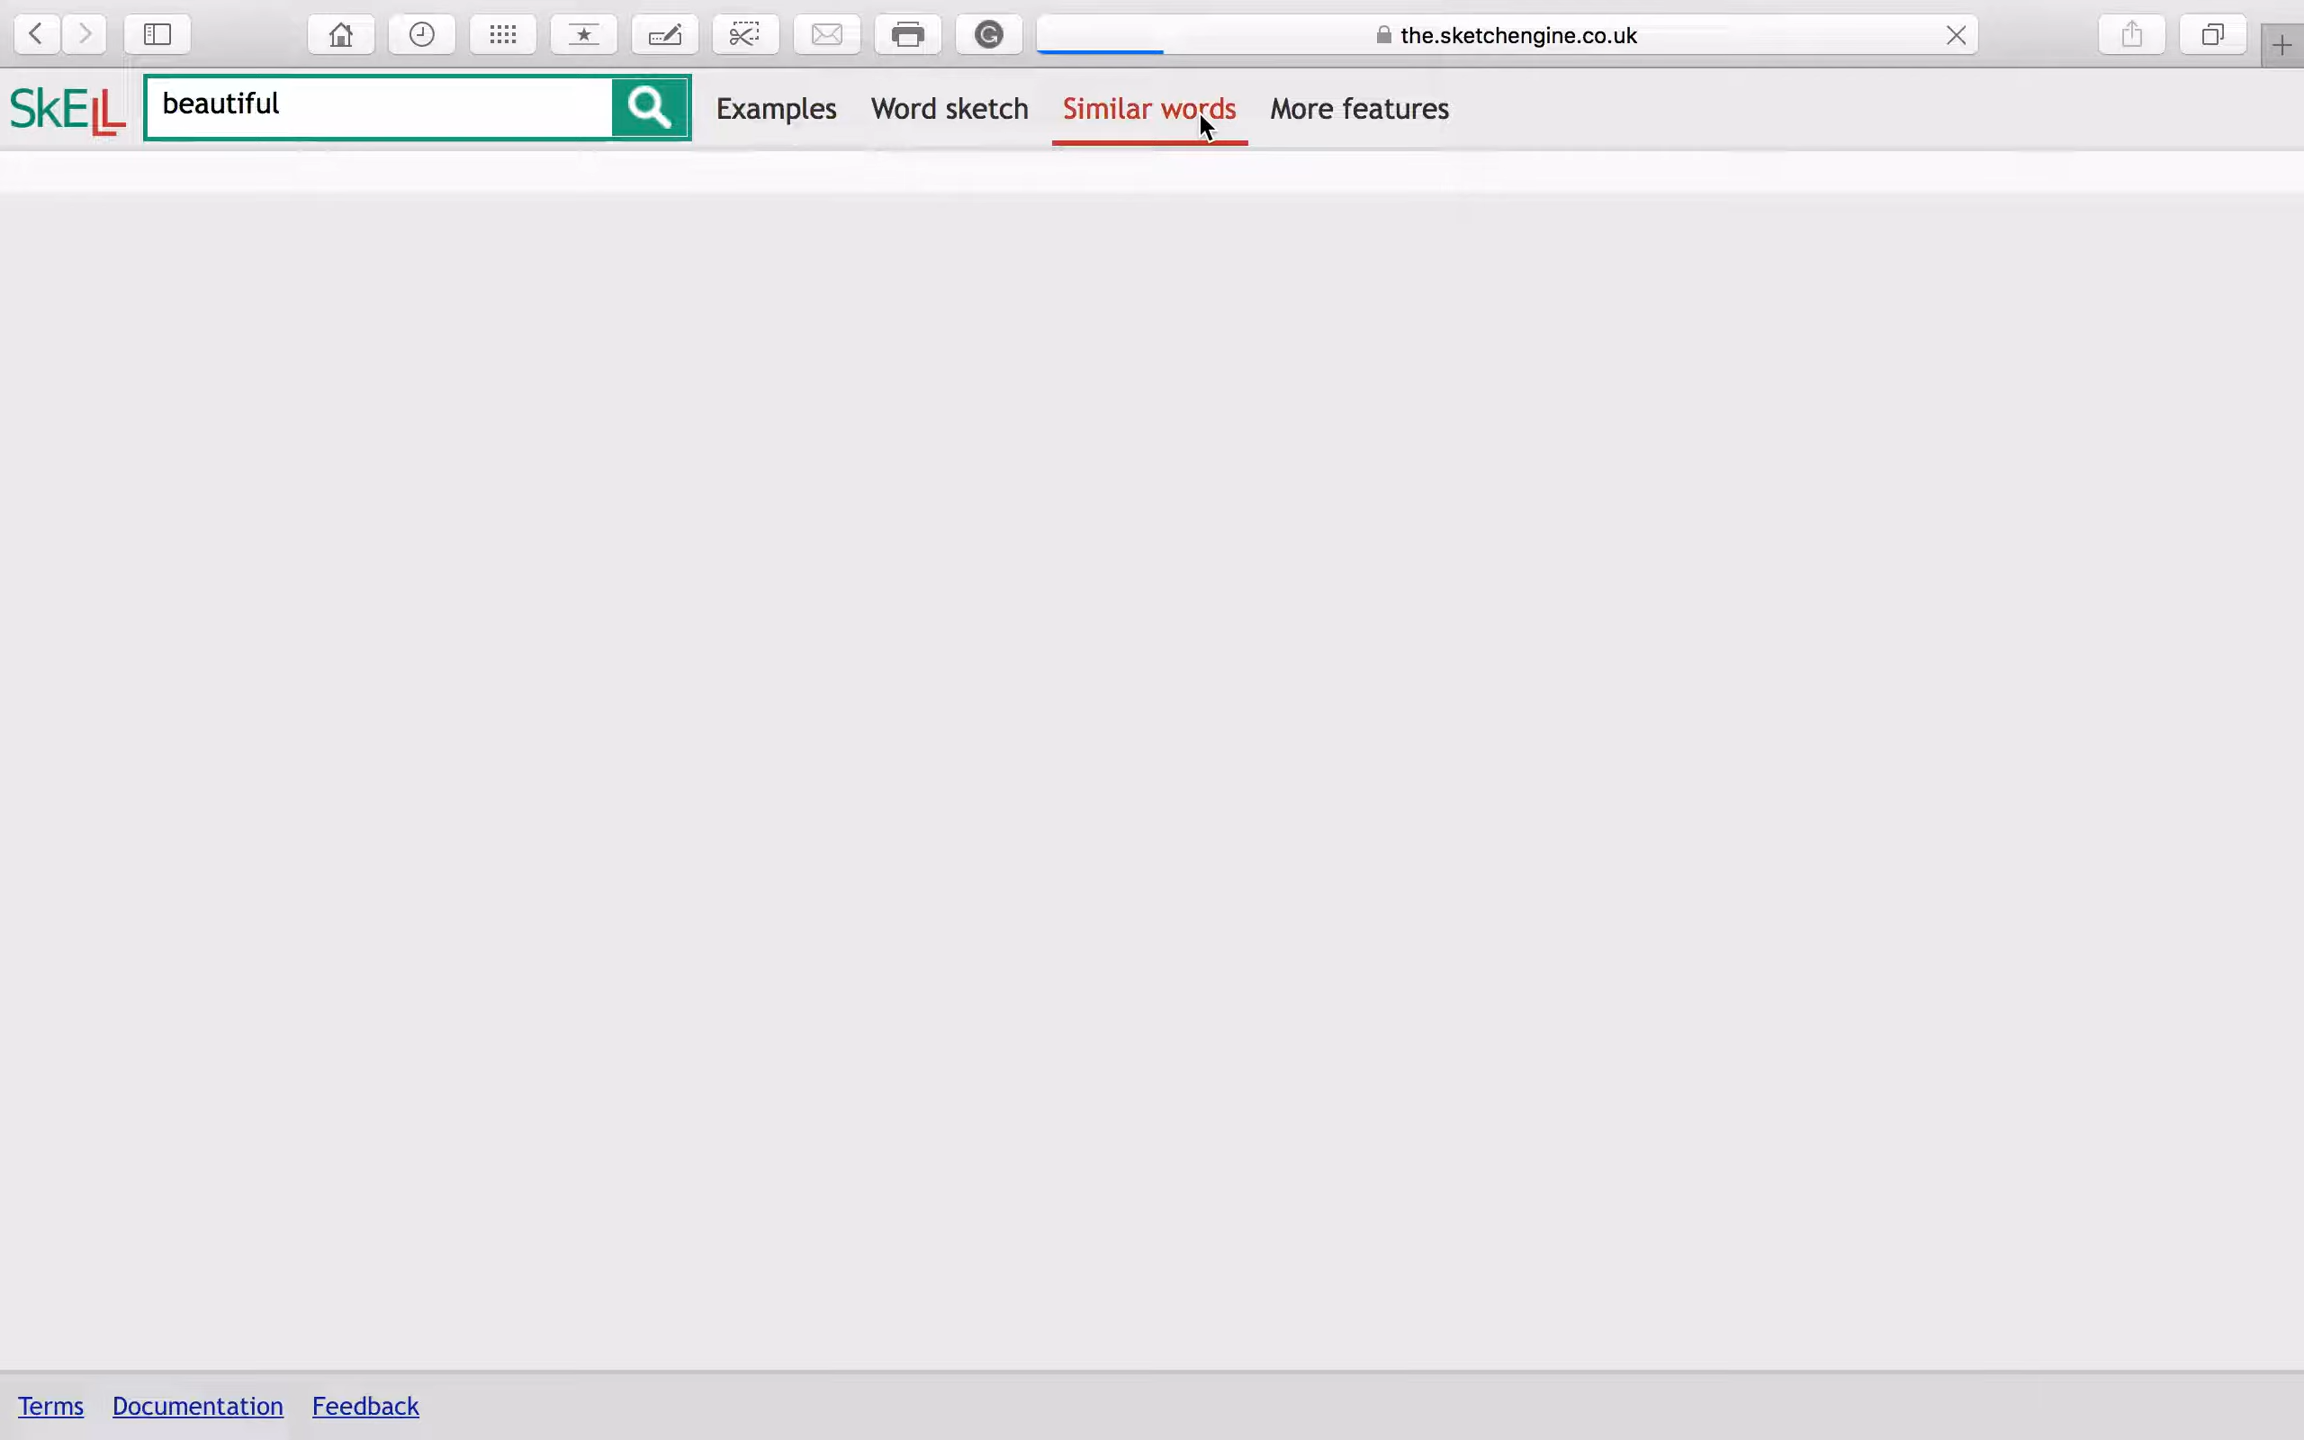 the.sketchengine.co.uk
SkELL beautiful Examples Word sketch Similar words More features
Terms Documentation Feedback